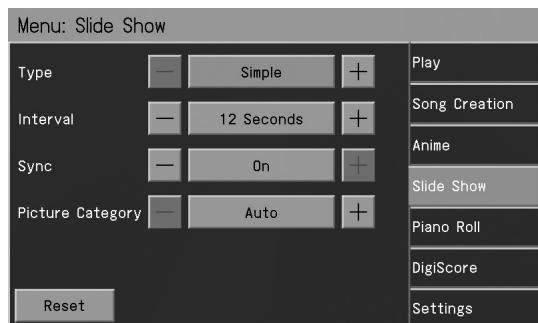 Menu: Slide Show
Type − Simple +
Interval − 12 Seconds +
Sync − On +
Picture Category − Auto +
Reset
Play
Song Creation
Anime
Slide Show
Piano Roll
DigiScore
Settings